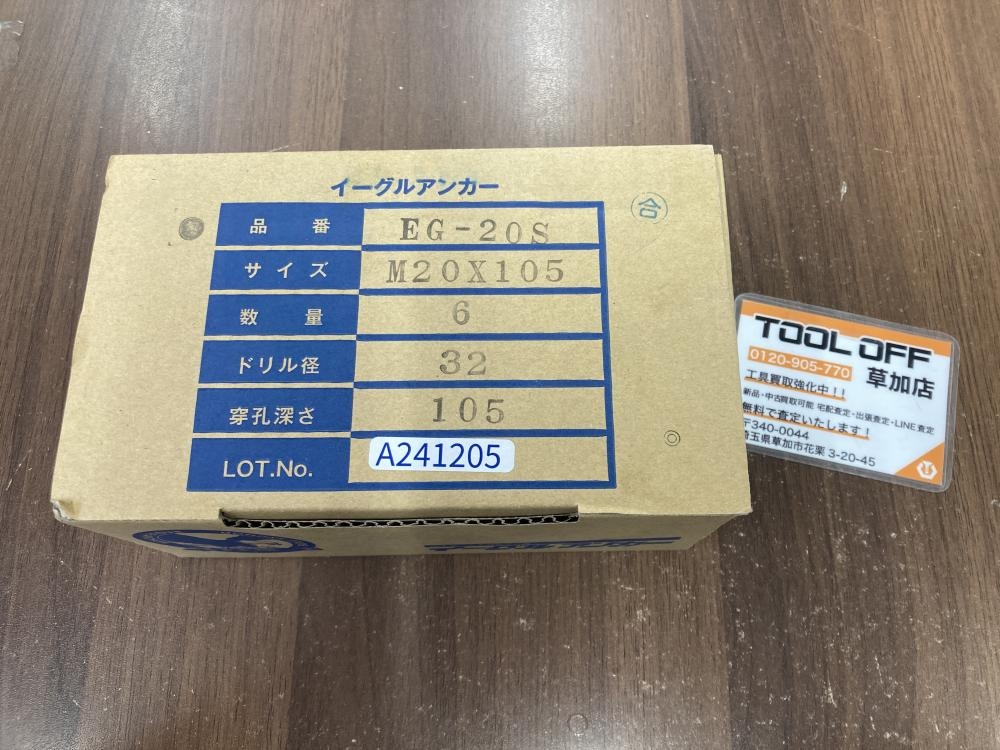 イーグルアンカー
合
品番 EG-20S
サイズ M20X105
数量 6
ドリル径 32
穿孔深さ 105
LOT.No. A241205
TOOL OFF
0120-905-770 草加店
工具買取強化中!!
新品・中古買取可能 宅配査定・出張査定・LINE査定
無料で査定いたします!
〒340-0044
埼玉県草加市花栗 3-20-45